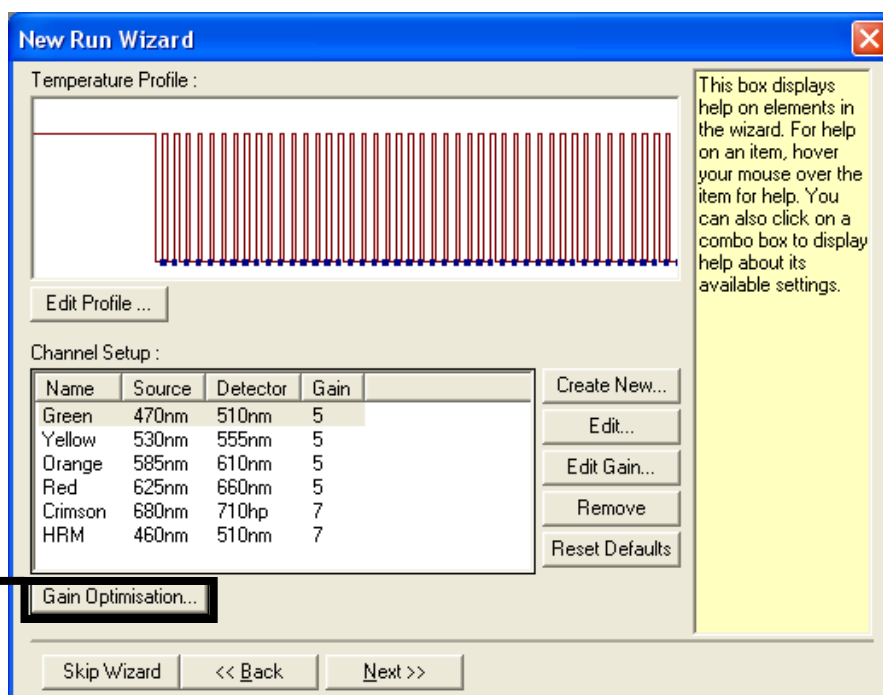 New Run Wizard
Temperature Profile :
This box displays
help on elements in
the wizard. For help
on an item, hover
your mouse over the
item for help. You
can also click on a
combo box to display
help about its
available settings.
Edit Profile ...
Channel Setup :
Name Source Detector Gain
Green 470nm 510nm 5
Yellow 530nm 555nm 5
Orange 585nm 610nm 5
Red 625nm 660nm 5
Crimson 680nm 710hp 7
HRM 460nm 510nm 7
Create New...
Edit...
Edit Gain...
Remove
Reset Defaults
Gain Optimisation...
Skip Wizard << Back Next >>